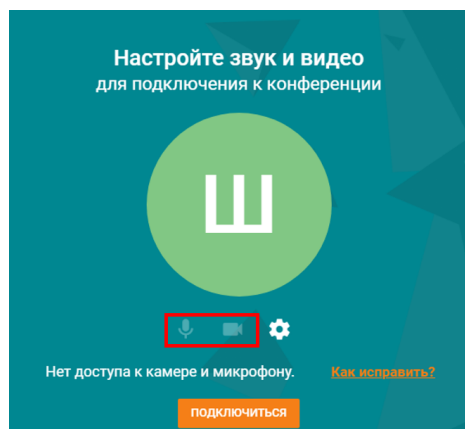 Настройте звук и видео
для подключения к конференции
Ш
Нет доступа к камере и микрофону. Как исправить?
ПОДКЛЮЧИТЬСЯ